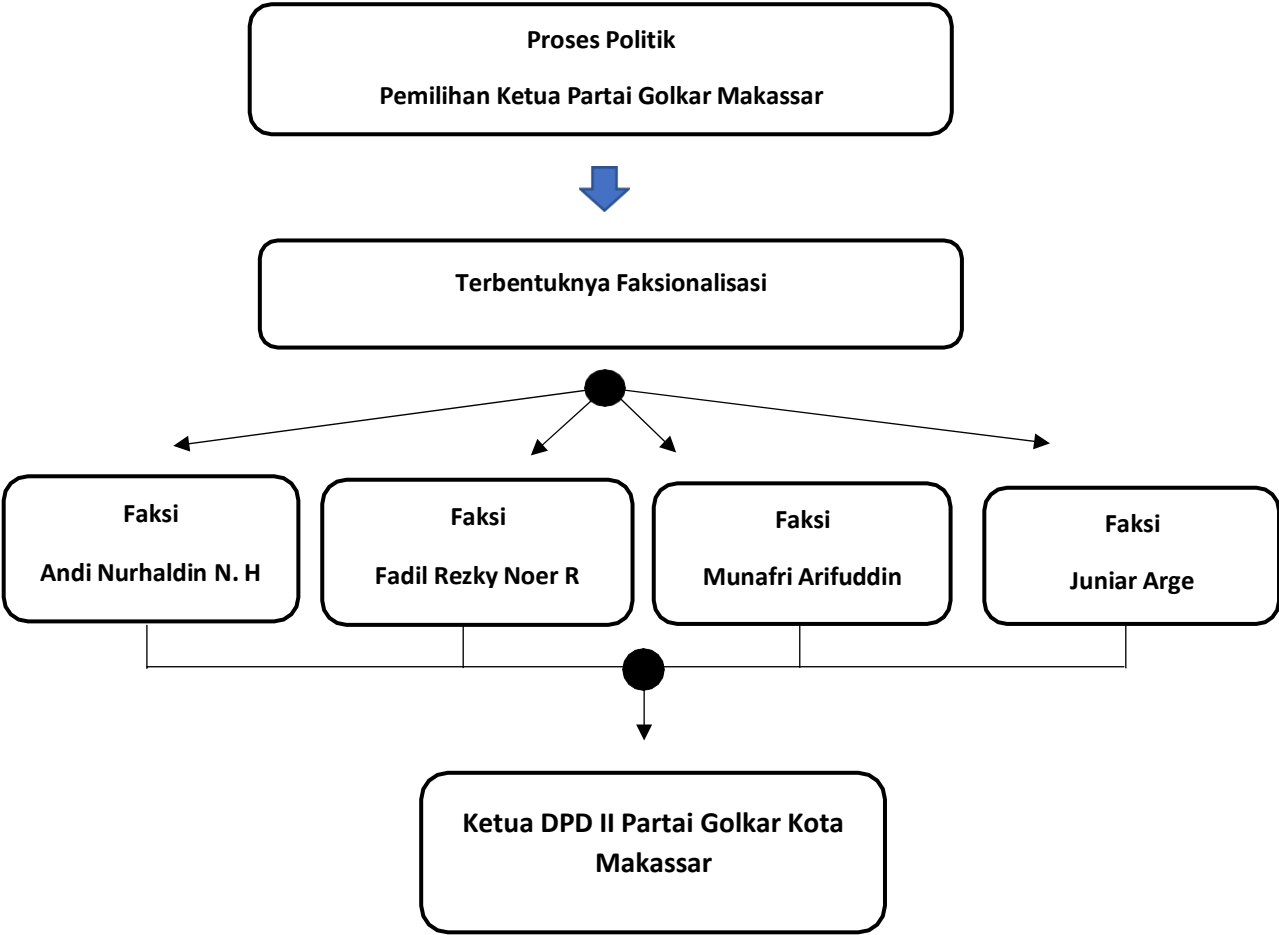 Proses Politik
Pemilihan Ketua Partai Golkar Makassar
Terbentuknya Faksionalisasi
Faksi
Andi Nurhaldin N. H
Faksi
Fadil Rezky Noer R
Faksi
Munafri Arifuddin
Faksi
Juniar Arge
Ketua DPD II Partai Golkar Kota
Makassar